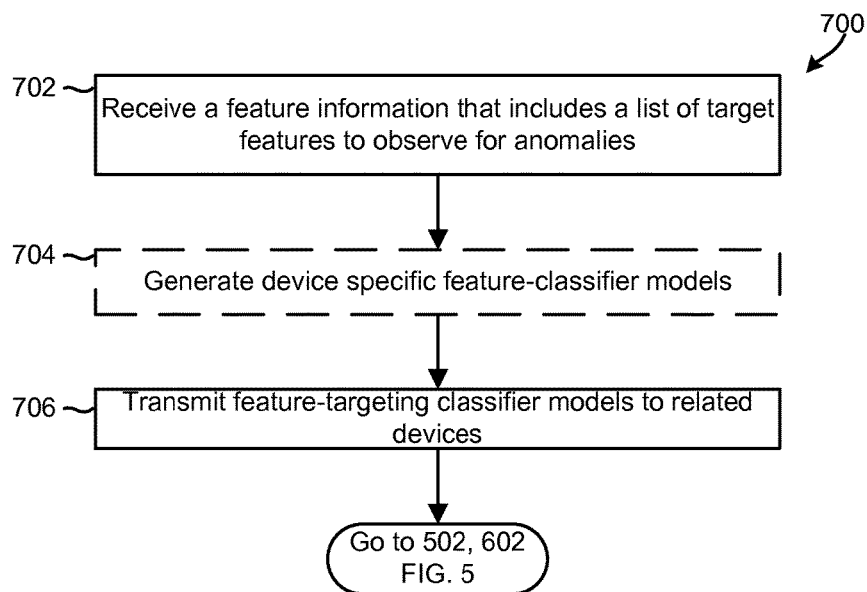 700
702
Receive a feature information that includes a list of target
features to observe for anomalies
704
Generate device specific feature-classifier models
706
Transmit feature-targeting classifier models to related
devices
Go to 502, 602
FIG. 5